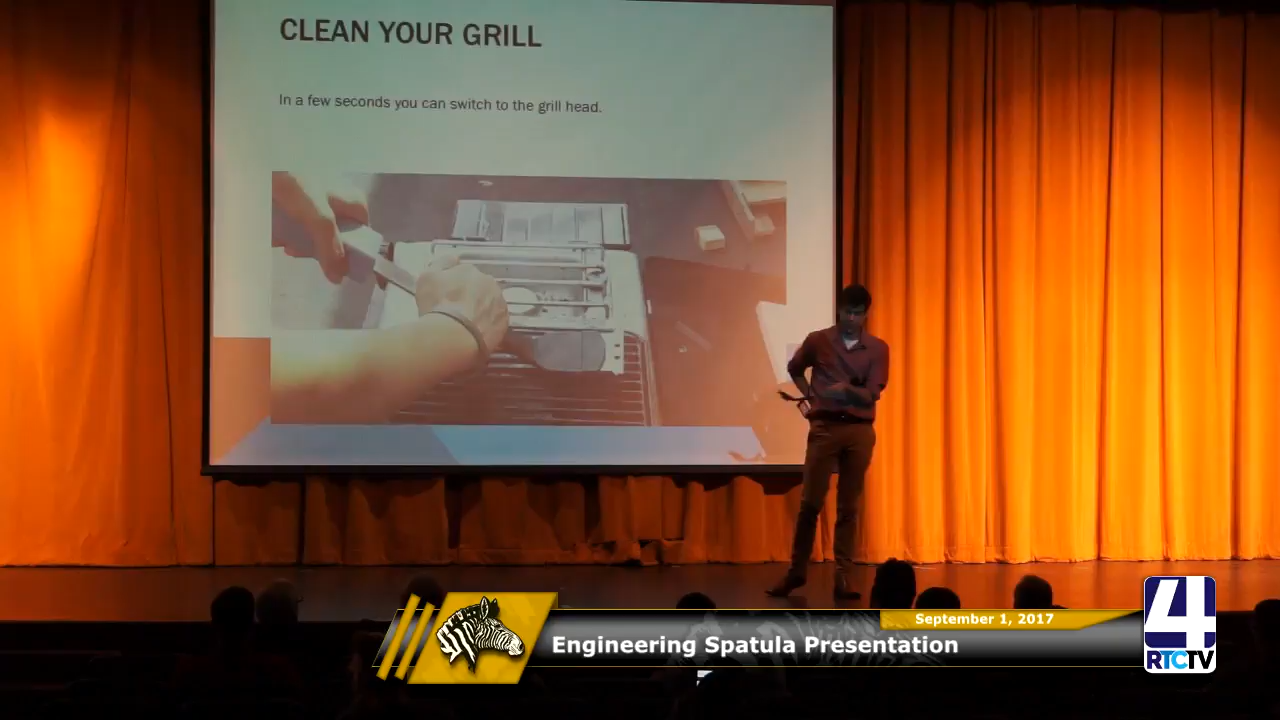 CLEAN YOUR GRILL
In a few seconds you can switch to the grill head.
September 1, 2017
Engineering Spatula Presentation
4
RTCTV